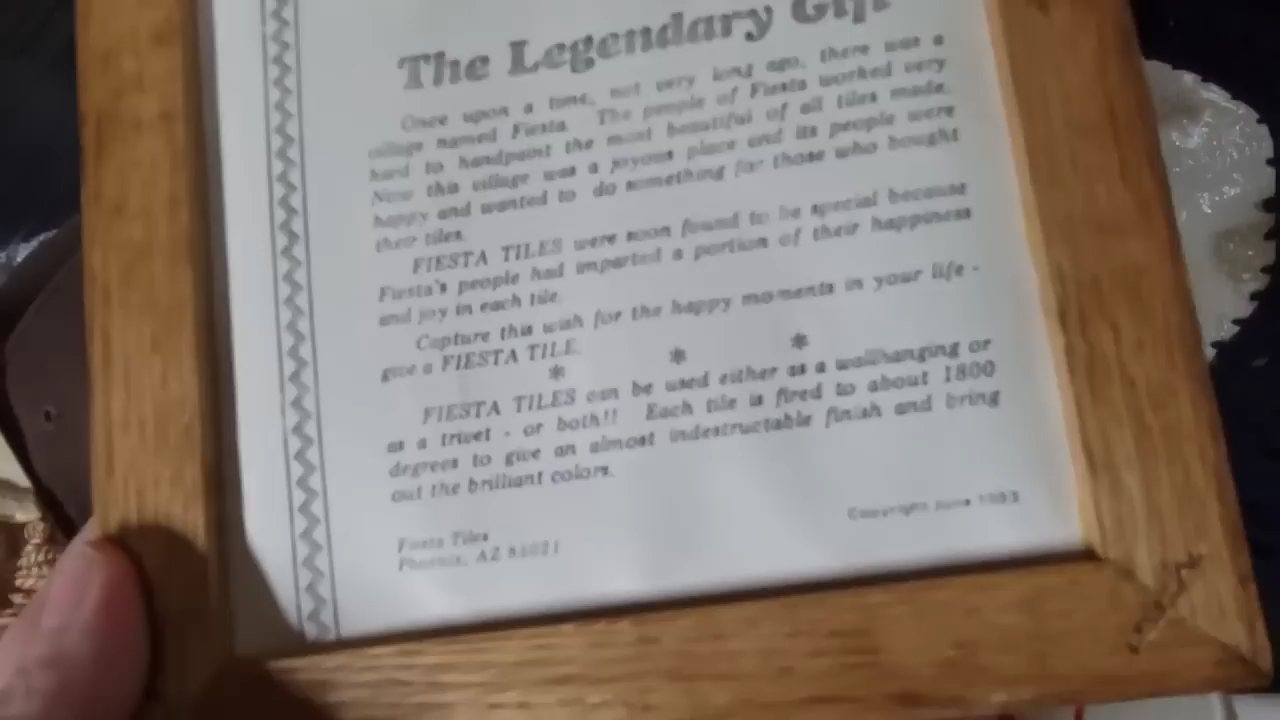 The Legendary Gift
Once upon a time, not very long ago, there was a
village named Fiesta. The people of Fiesta worked very
hard to handpaint the most beautiful of all tiles made.
Now this village was a joyous place and its people were
happy and wanted to do something for those who bought
their tiles.
FIESTA TILES were soon found to be special because
Fiesta's people had imparted a portion of their happiness
and joy in each tile.
Capture this wish for the happy moments in your life -
give a FIESTA TILE.
* * *
FIESTA TILES can be used either as a wallhanging or
as a trivet - or both!! Each tile is fired to about 1800
degrees to give an almost indestructable finish and bring
out the brilliant colors.
Copyright June
Fiesta Tiles
Phoenix, AZ